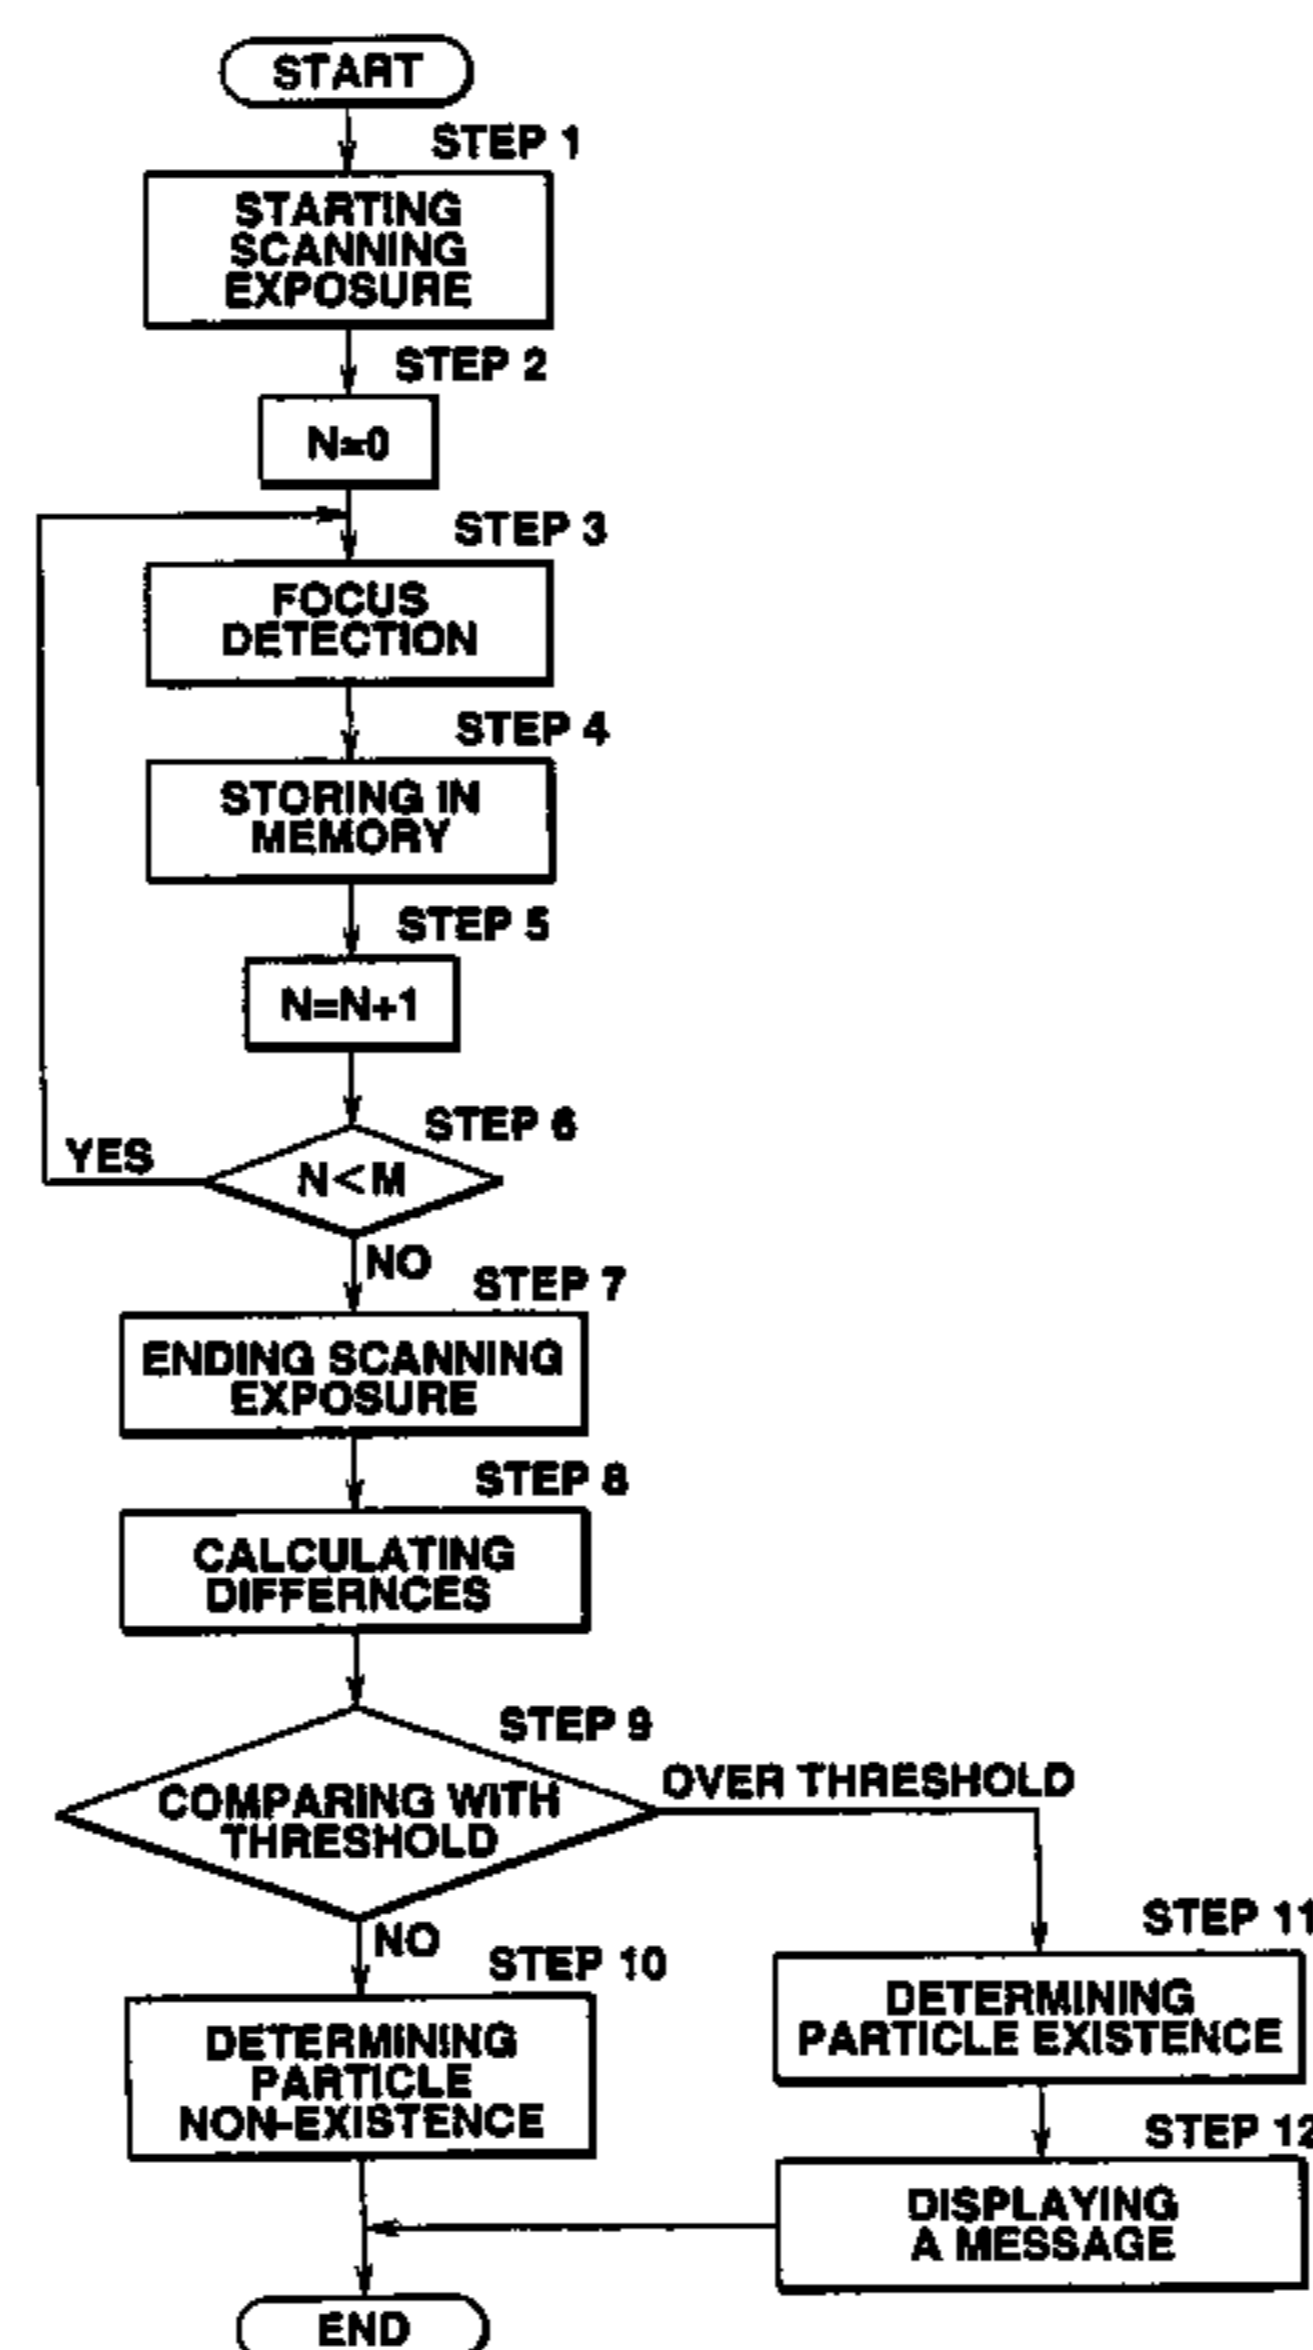 START
STEP 1
STARTING
SCANNING
EXPOSURE
STEP 2
N=0
STEP 3
FOCUS
DETECTION
STEP 4
STORING IN
MEMORY
STEP 5
N=N+1
STEP 6
YES
N<M
NO
STEP 7
ENDING SCANNING
EXPOSURE
STEP 8
CALCULATING
DIFFERNCES
STEP 9
COMPARING WITH
THRESHOLD
OVER THRESHOLD
NO
STEP 10
DETERMINING
PARTICLE
NON-EXISTENCE
STEP 11
DETERMINING
PARTICLE EXISTENCE
STEP 12
DISPLAYING
A MESSAGE
END